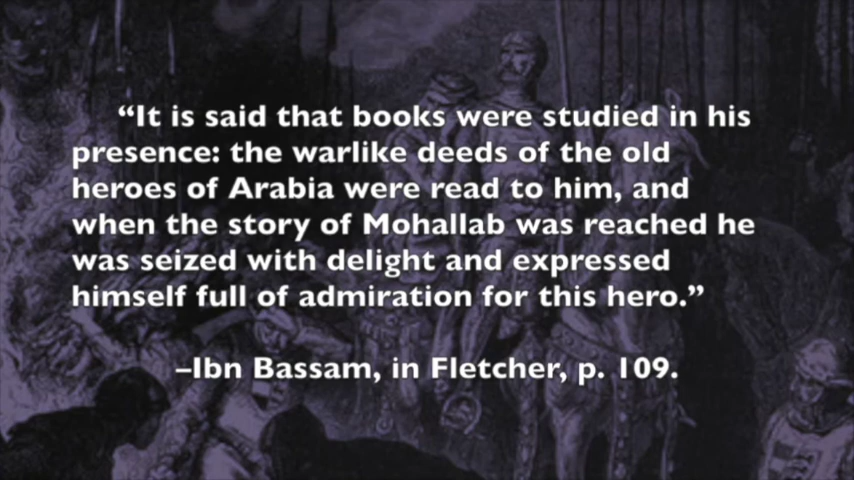 “It is said that books were studied in his
presence: the warlike deeds of the old
heroes of Arabia were read to him, and
when the story of Mohallab was reached he
was seized with delight and expressed
himself full of admiration for this hero.”
–Ibn Bassam, in Fletcher, p. 109.